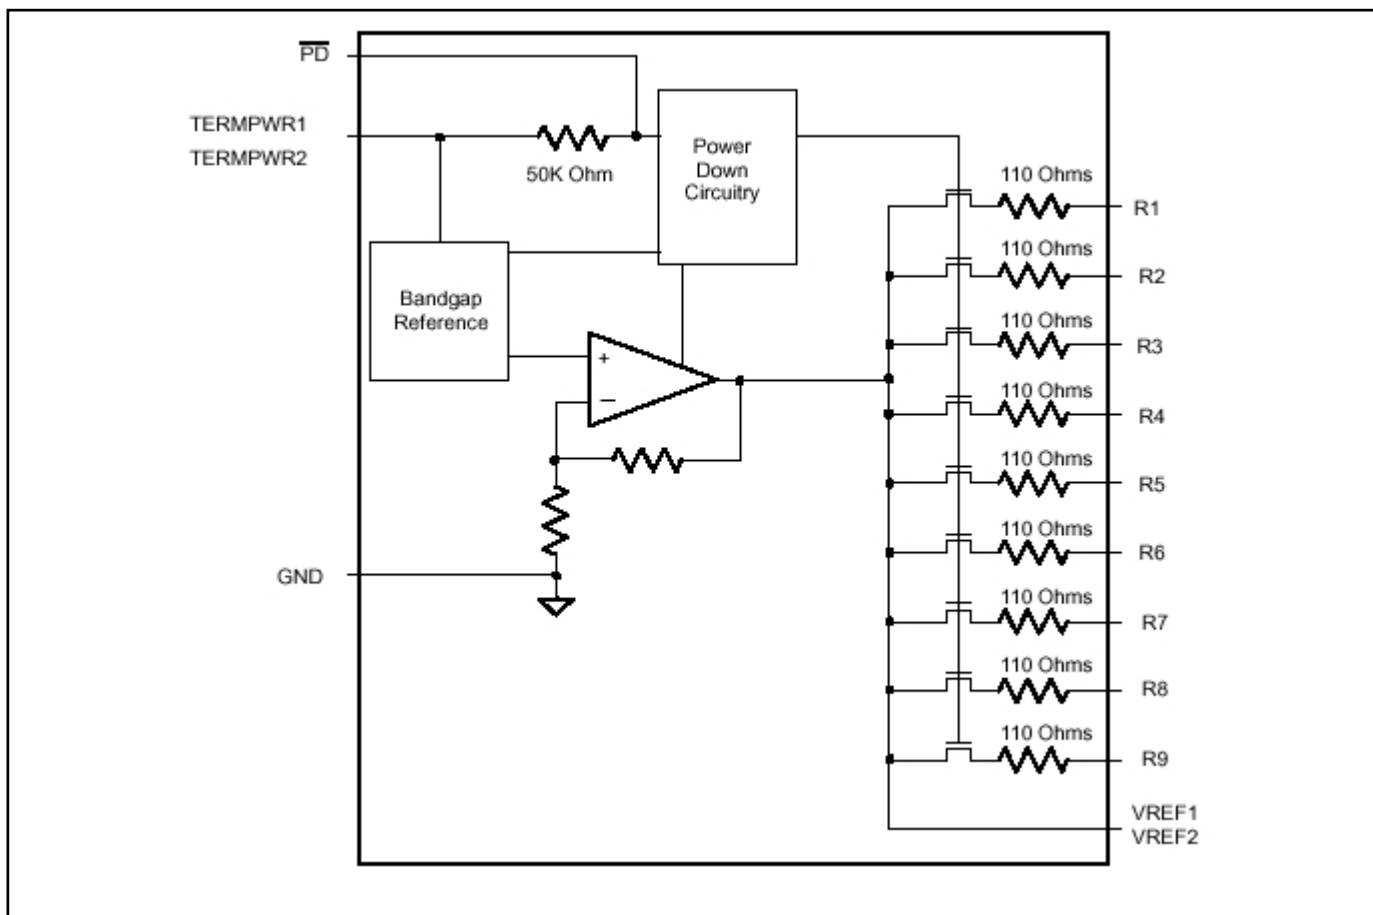 PD
TERMPWR1
TERMPWR2
50K Ohm
Power
Down
Circuitry
Bandgap
Reference
+
−
GND
110 Ohms
R1
110 Ohms
R2
110 Ohms
R3
110 Ohms
R4
110 Ohms
R5
110 Ohms
R6
110 Ohms
R7
110 Ohms
R8
110 Ohms
R9
VREF1
VREF2